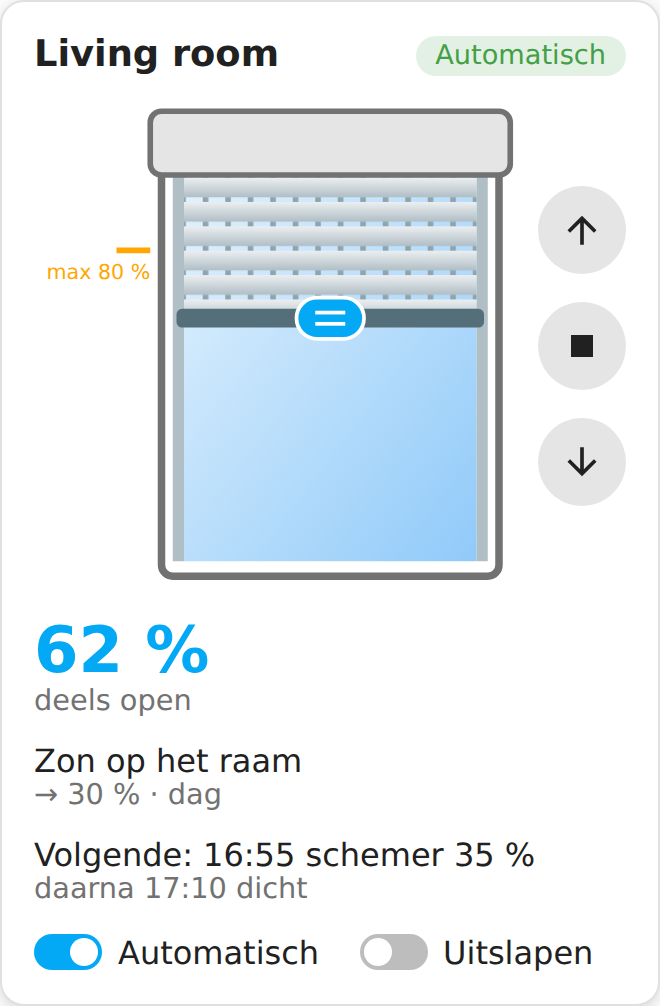 Living room
Automatisch
max 80 %
62 %
deels open
Zon op het raam
→ 30 % · dag
Volgende: 16:55 schemer 35 %
daarna 17:10 dicht
Automatisch
Uitslapen